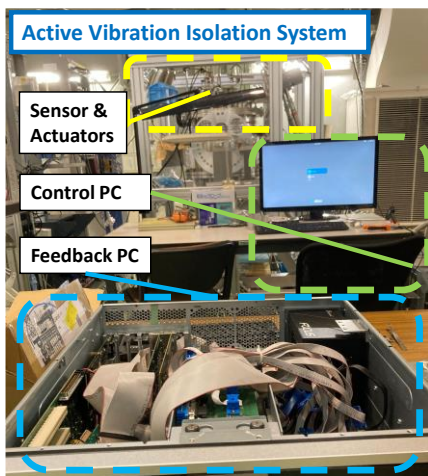 Active Vibration Isolation System
Sensor &
Actuators
Control PC
Feedback PC